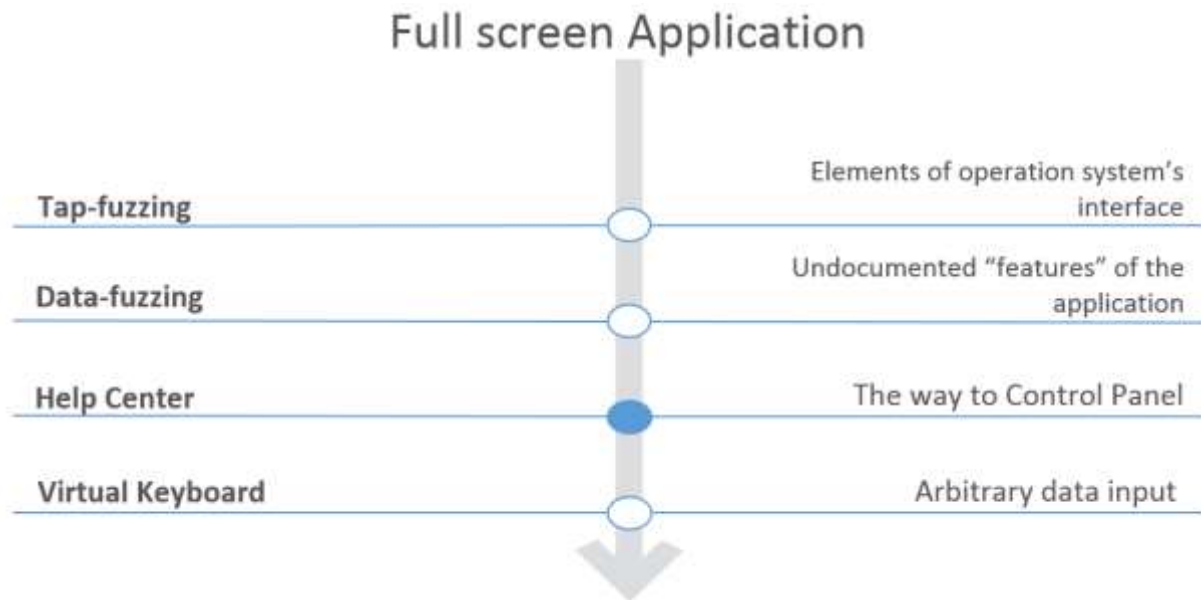 Full screen Application
Elements of operation system's
interface
Tap-fuzzing
Undocumented “features” of the
application
Data-fuzzing
Help Center
The way to Control Panel
Virtual Keyboard
Arbitrary data input